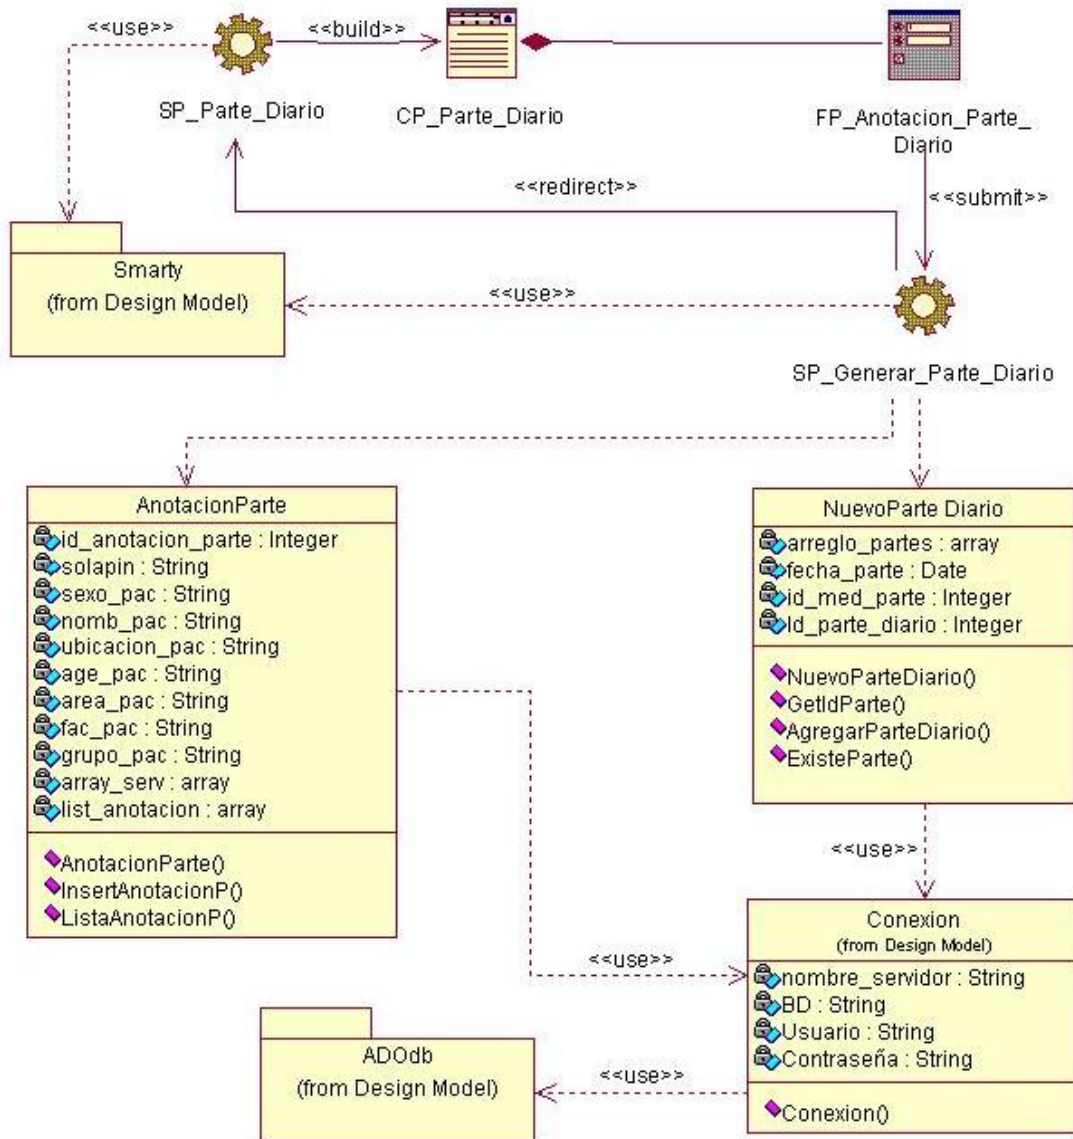 <<use>>
<<build>>
SP_Parte_Diario
CP_Parte_Diario
FP_Anotacion_Parte_
Diario
<<redirect>>
<<submit>>
Smarty
(from Design Model)
<<use>>
SP_Generar_Parte_Diario
AnotacionParte
id_anotacion_parte : Integer
solapin : String
sexo_pac : String
nomb_pac : String
ubicacion_pac : String
age_pac : String
area_pac : String
fac_pac : String
grupo_pac : String
array_serv : array
list_anotacion : array
AnotacionParte()
InsertAnotacionP()
ListaAnotacionP()
NuevoParte Diario
arreglo_partes : array
fecha_parte : Date
id_med_parte : Integer
Id_parte_diario : Integer
NuevoParteDiario()
GetIdParte()
AgregarParteDiario()
ExisteParte()
<<use>>
<<use>>
Conexion
(from Design Model)
nombre_servidor : String
BD : String
Usuario : String
Contraseña : String
Conexion()
<<use>>
ADOdb
(from Design Model)